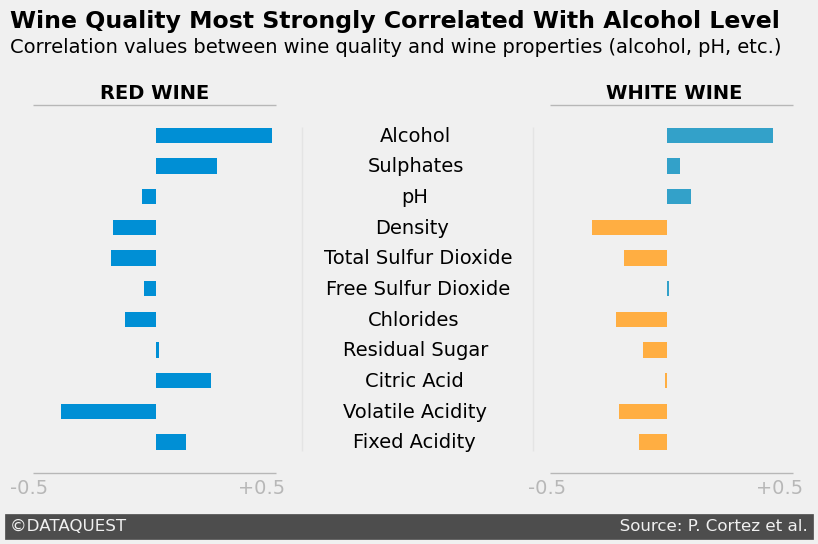 Wine Quality Most Strongly Correlated With Alcohol Level
Correlation values between wine quality and wine properties (alcohol, pH, etc.)
RED WINE
WHITE WINE
Alcohol
Sulphates
pH
Density
Total Sulfur Dioxide
Free Sulfur Dioxide
Chlorides
Residual Sugar
Citric Acid
Volatile Acidity
Fixed Acidity
-0.5 +0.5 -0.5 +0.5
©DATAQUEST Source: P. Cortez et al.